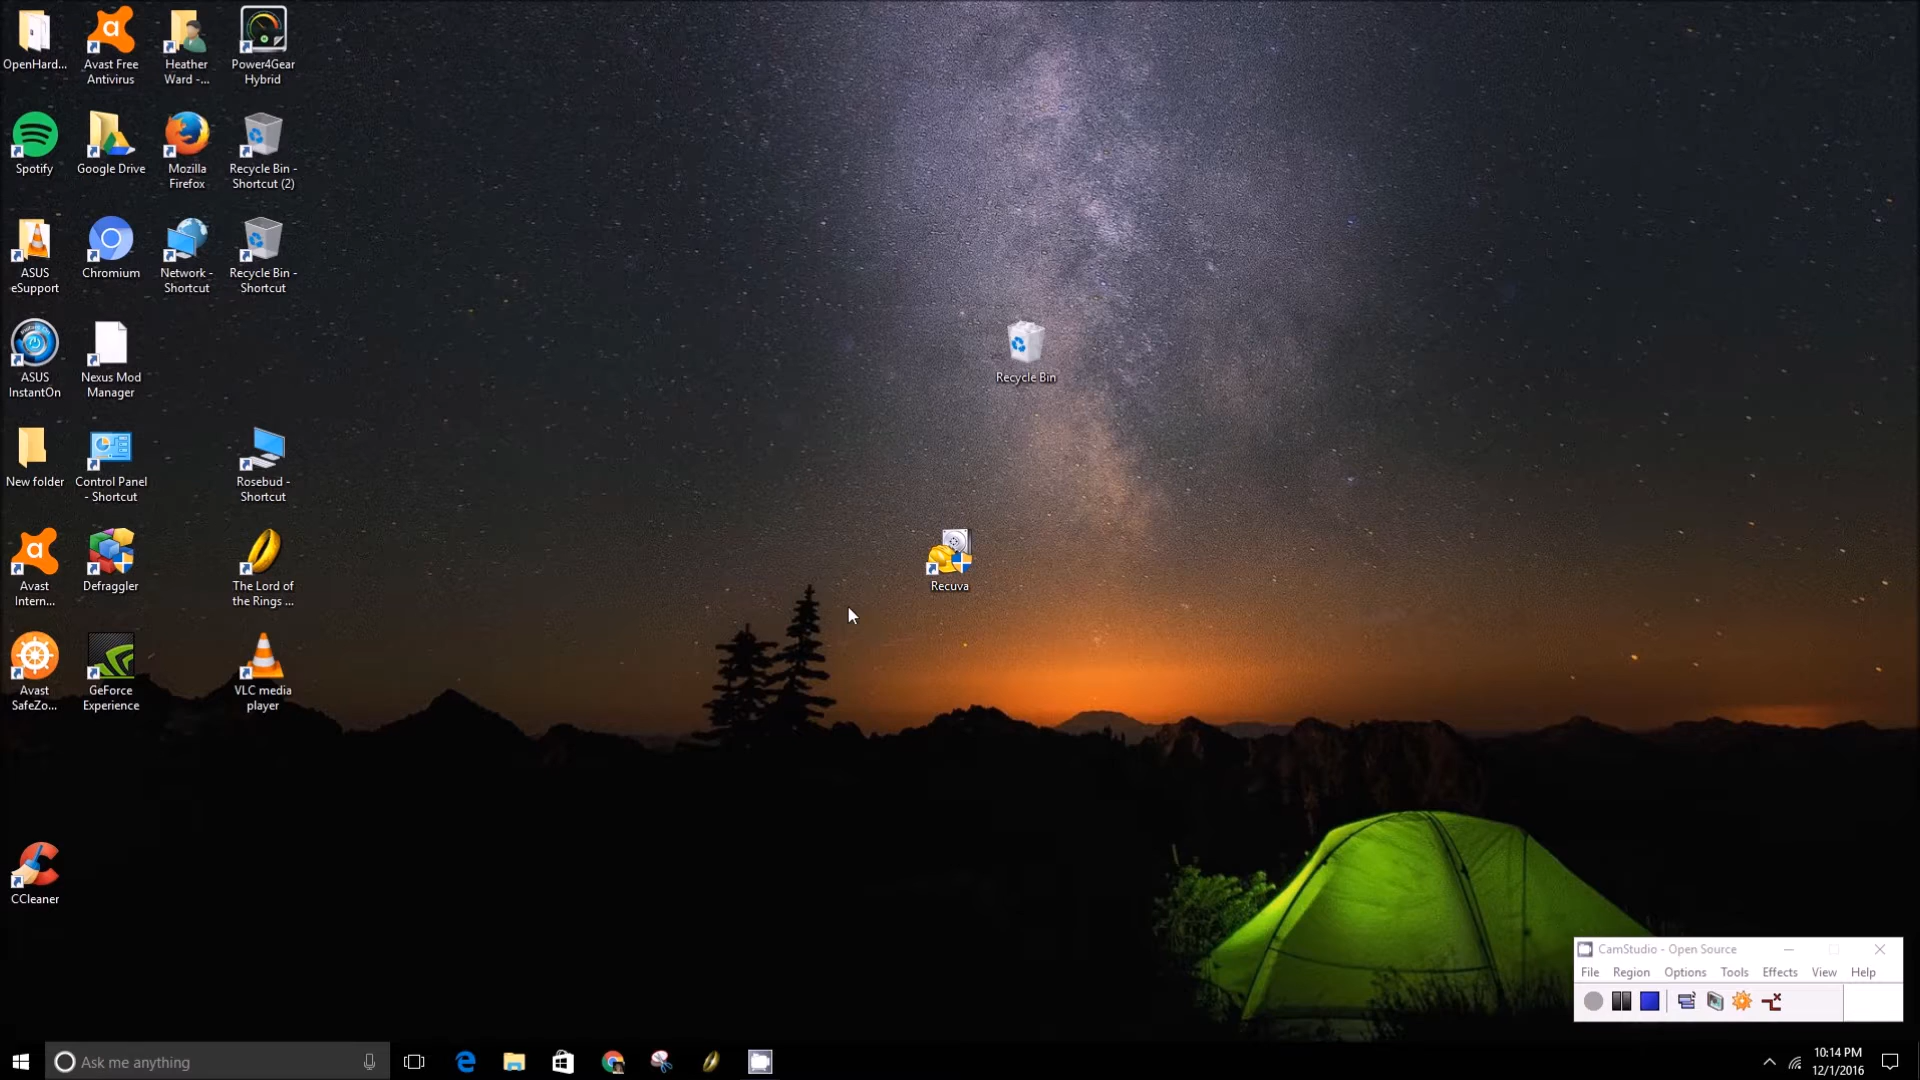 OpenHard...
Avast Free
Antivirus
Heather
Ward -...
Power4Gear
Hybrid
Spotify
Google Drive
Mozilla
Firefox
Recycle Bin -
Shortcut (2)
ASUS
eSupport
Chromium
Network -
Shortcut
Recycle Bin -
Shortcut
ASUS
InstantOn
Nexus Mod
Manager
Recycle Bin
New folder
Control Panel
- Shortcut
Rosebud -
Shortcut
Avast
Intern...
Defraggler
The Lord of
the Rings ...
Recuva
Avast
SafeZo...
GeForce
Experience
VLC media
player
CCleaner
CamStudio - Open Source
File Region Options Tools Effects View Help
Ask me anything
10:14 PM
12/1/2016